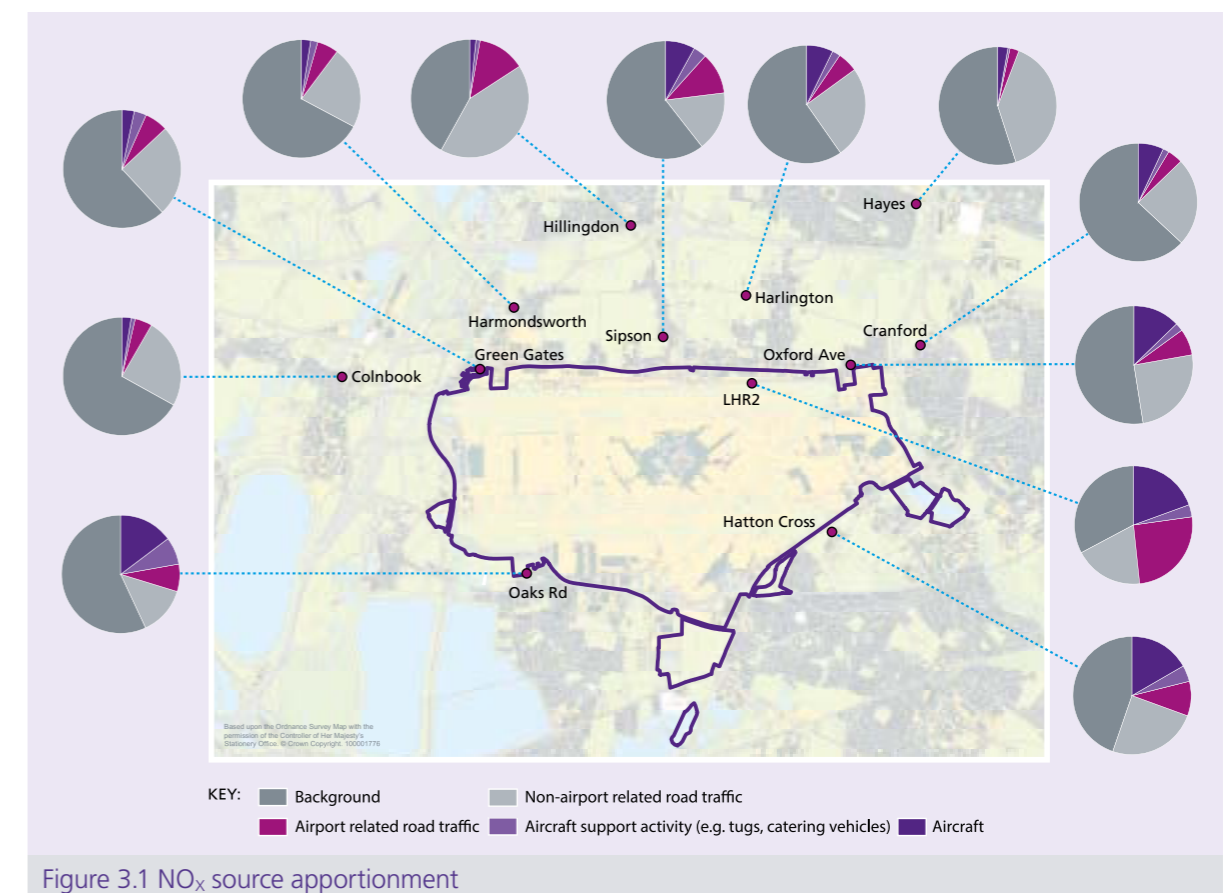 Hayes
Hillingdon
Harlington
Harmondsworth
Sipson
Cranford
Green Gates
Oxford Ave
Colnbrook
LHR2
Hatton Cross
Oaks Rd
Based upon the Ordnance Survey Map with the
permission of the Controller of Her Majesty's
Stationery Office. © Crown Copyright. 100001776
KEY: Background Non-airport related road traffic
Airport related road traffic Aircraft support activity (e.g. tugs, catering vehicles) Aircraft
Figure 3.1 NOₓ source apportionment